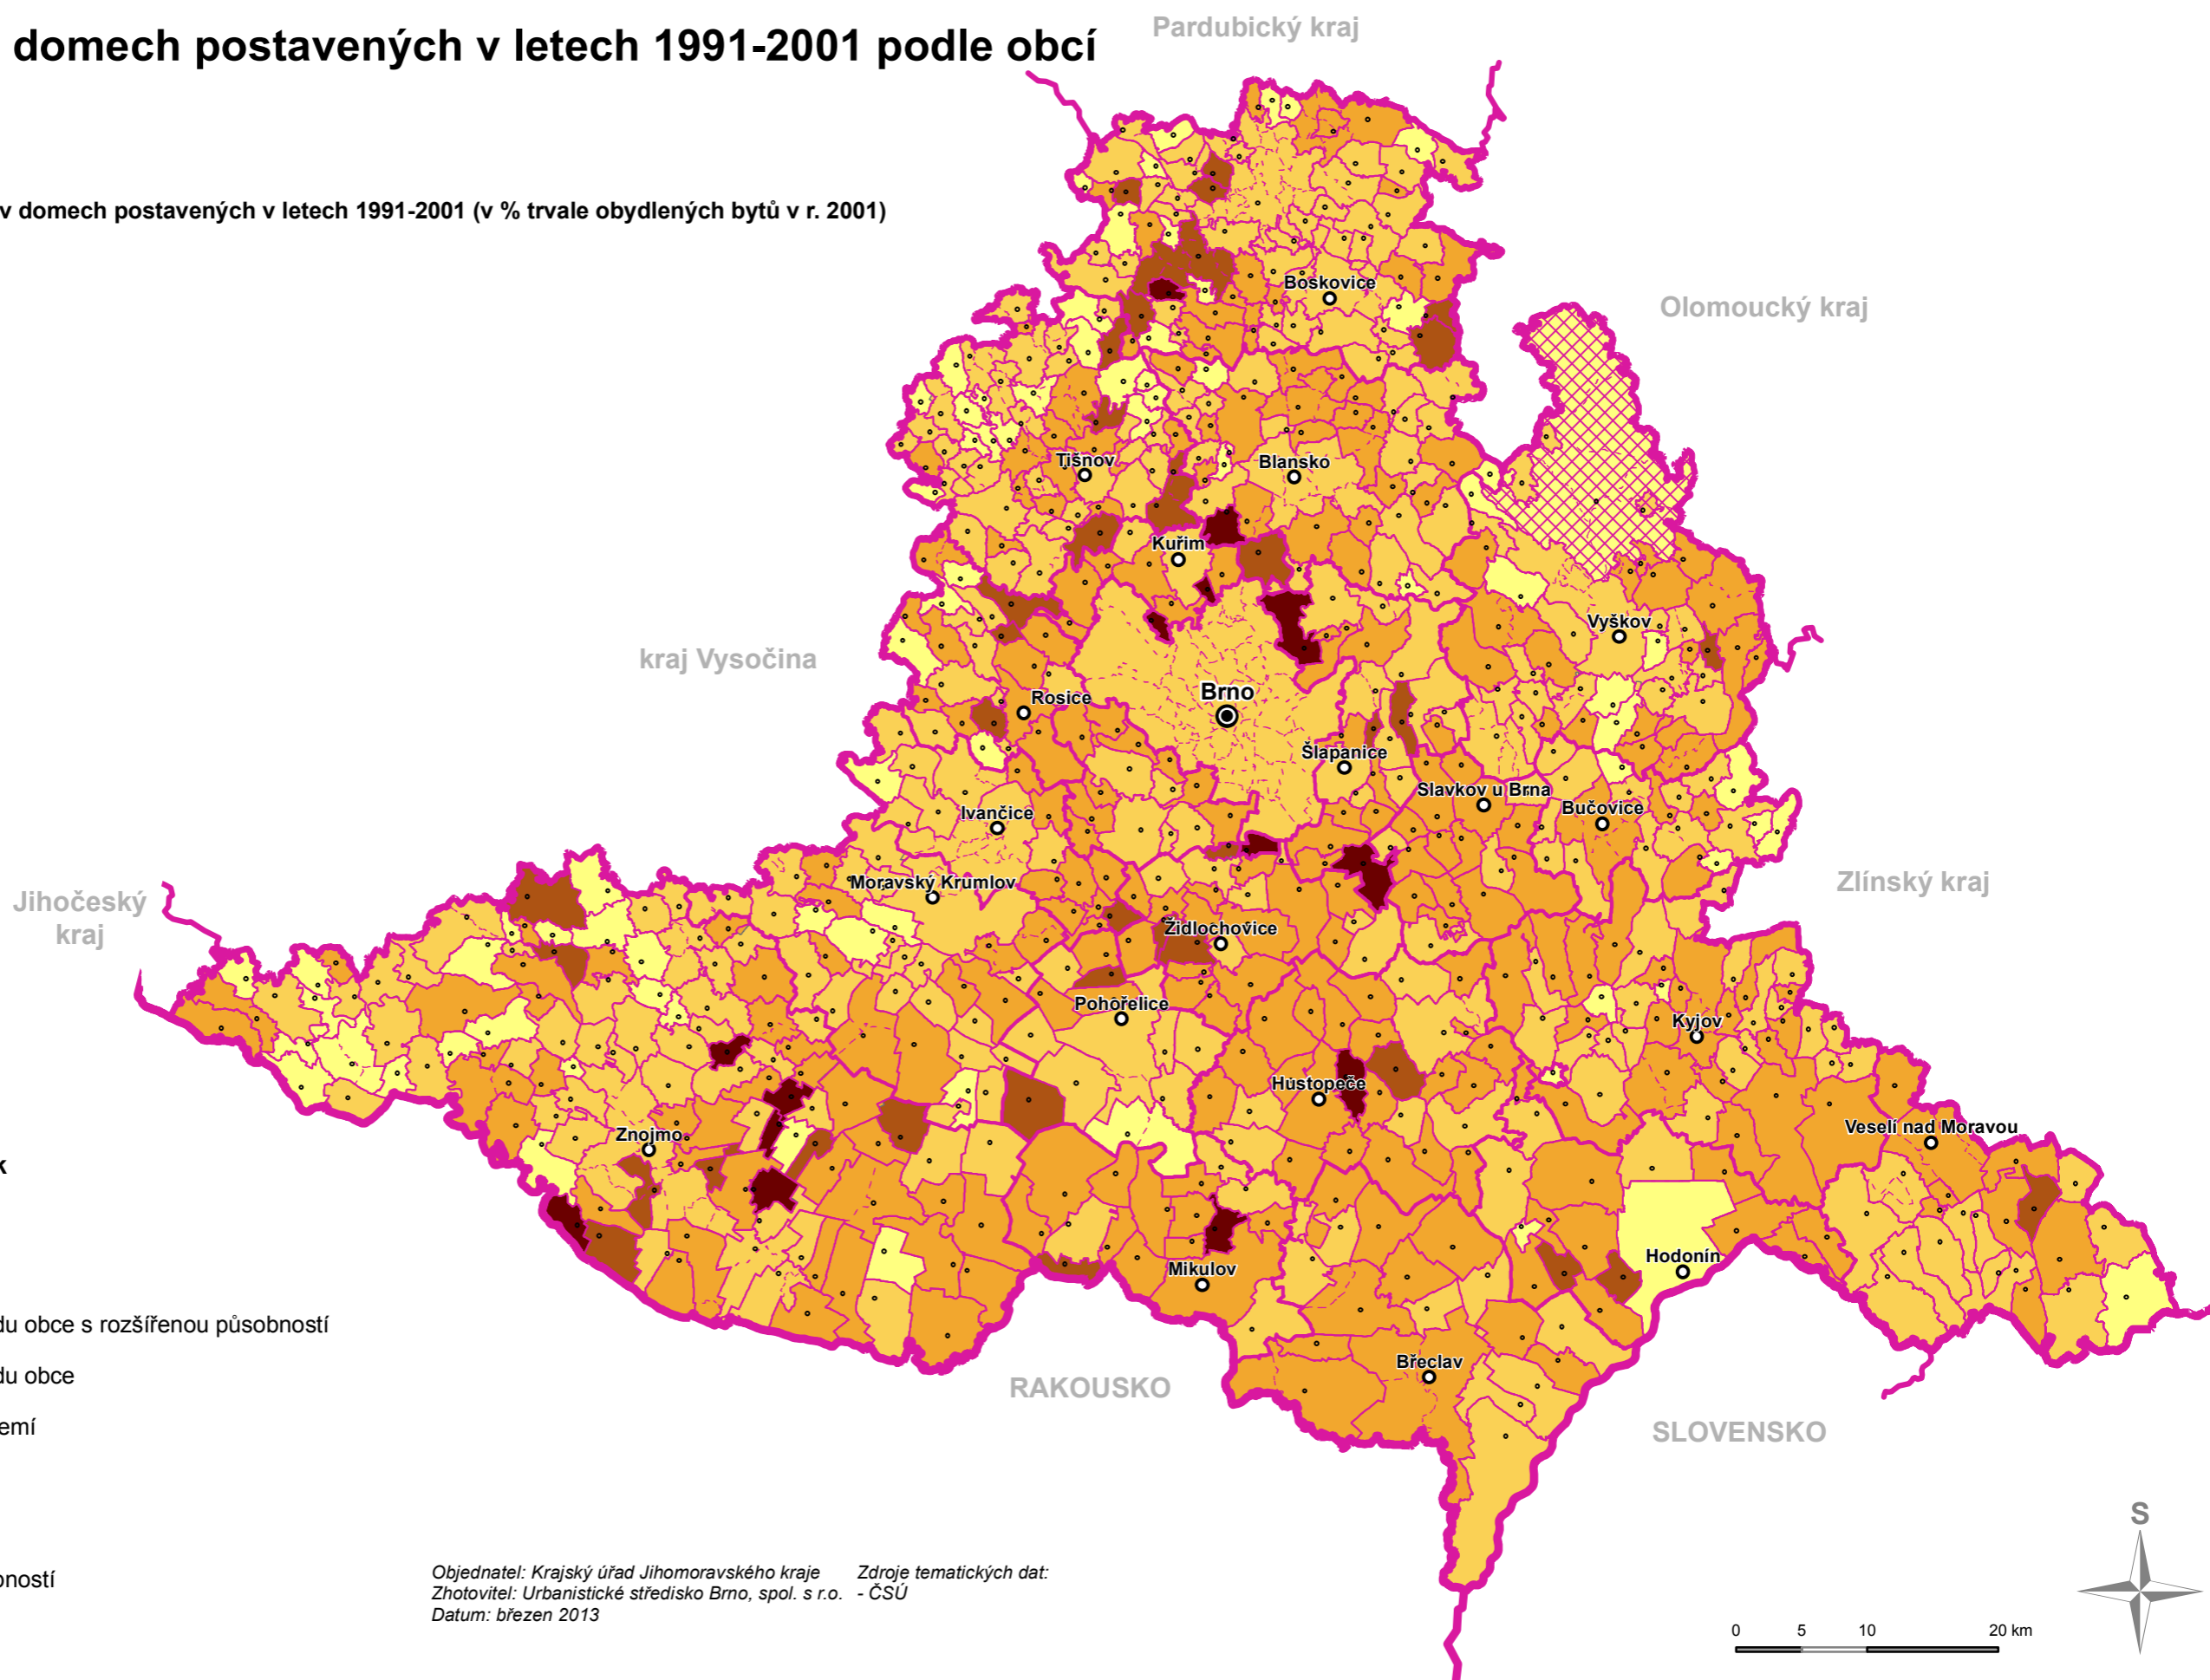 domech postavených v letech 1991-2001 podle obcí
Pardubický kraj
v domech postavených v letech 1991-2001 (v % trvale obydlených bytů v r. 2001)
Boskovice
Olomoucký kraj
Tišnov
Blansko
Kuřim
Vyškov
kraj Vysočina
Rosice
Brno
Šlapanice
Slavkov u Brna
Bučovice
Ivančice
Moravský Krumlov
Zlínský kraj
Jihočeský
kraj
Židlochovice
Pohořelice
Kyjov
Hustopeče
Znojmo
Veselí nad Moravou
k
Hodonín
Mikulov
du obce s rozšířenou působností
Břeclav
du obce
RAKOUSKO
emí
SLOVENSKO
S
oností
Objednatel: Krajský úřad Jihomoravského kraje
Zhotovitel: Urbanistické středisko Brno, spol. s r.o.
Datum: březen 2013
Zdroje tematických dat:
- ČSÚ
0 5 10 20 km